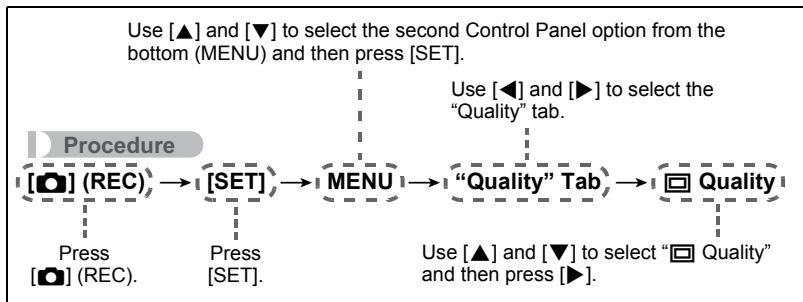 Use [▲] and [▼] to select the second Control Panel option from the
bottom (MENU) and then press [SET].
Use [◀] and [▶] to select the
“Quality” tab.
Procedure
[📷] (REC) → [SET] → MENU → “Quality” Tab → 🔲 Quality
Press
[📷] (REC).
Press
[SET].
Use [▲] and [▼] to select “🔲 Quality”
and then press [▶].